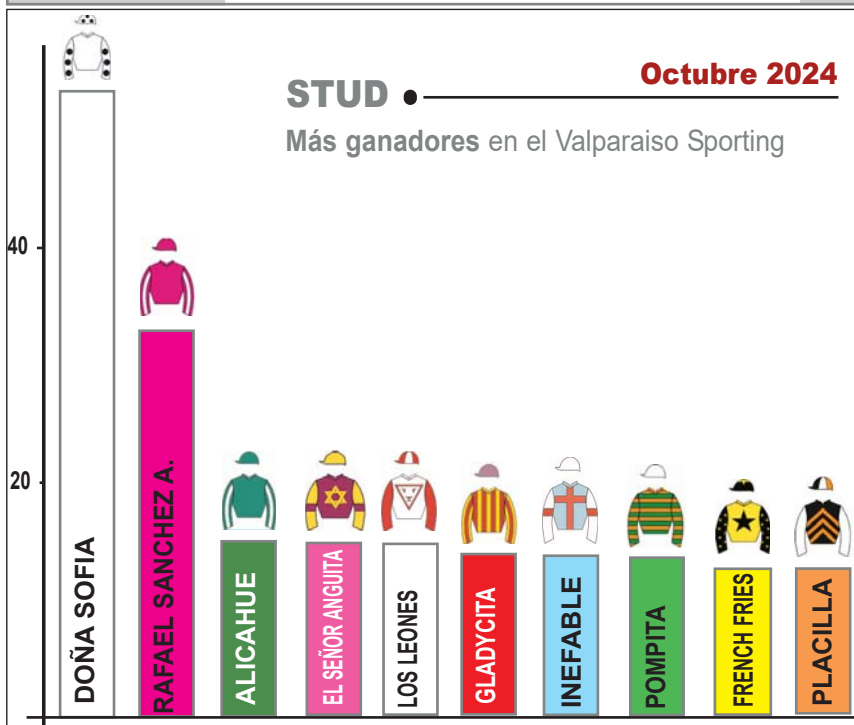 Octubre 2024
STUD
Más ganadores en el Valparaiso Sporting
40
20
DOÑA SOFIA
RAFAEL SANCHEZ A.
ALICAHUE
EL SEÑOR ANGUITA
LOS LEONES
GLADYCITA
INEFABLE
POMPITA
FRENCH FRIES
PLACILLA